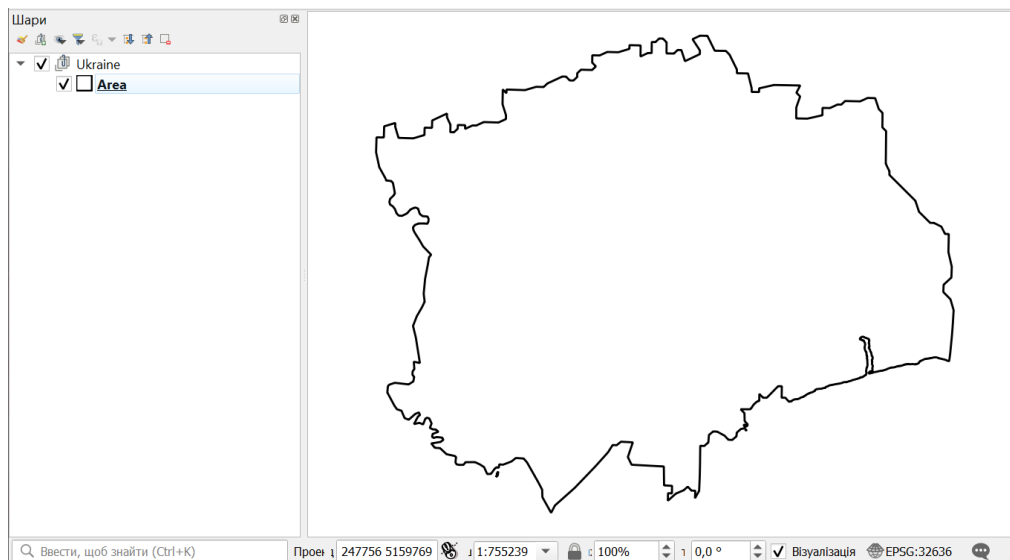 Шари
Ukraine
Area
Ввести, щоб знайти (Ctrl+K)
247756 5159769
1:755239
100%
0,0 °
Візуалізація
EPSG:32636